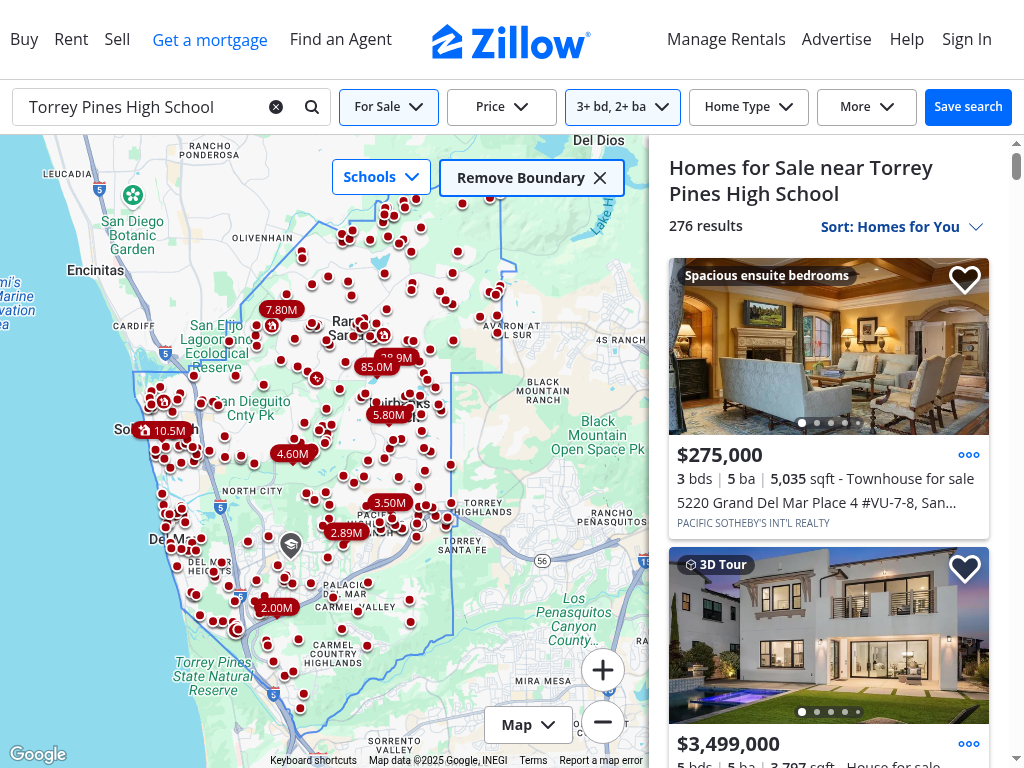 Buy
Rent
Sell
Get a mortgage
Find an Agent
Zillow
Manage Rentals
Advertise
Help
Sign In
Torrey Pines High School
For Sale
Price
3+ bd, 2+ ba
Home Type
More
Save search
Schools
Remove Boundary
RANCHO
PONDEROSA
Del Dios
LEUCADIA
5
San Diego
Botanic
Garden
Lake H
OLIVENHAIN
Encinitas
Marine
CARDIFF
7.80M
San Elijo
Lagoon
Ecological
Reserve
AVARON AT
DEL SUR
4S RANCH
5
85.0M
BLACK
MOUNTAIN
RANCH
San Dieguito
Cnty Pk
5.80M
Black
Mountain
Open Space Pk
10.5M
4.60M
NORTH CITY
5
3.50M
TORREY
HIGHLANDS
RANCHO
PEÑASQUITOS
2.89M
TORREY
SANTA FE
56
15
DEL MAR
HEIGHTS
PALACIO
DEL MAR
5
2.00M
CARMEL VALLEY
Los
Penasquitos
Canyon
County...
CARMEL
COUNTRY
HIGHLANDS
Torrey Pines
State Natural
Reserve
5
MIRA MESA
Map
SORRENTO
VALLEY
Google
Keyboard shortcuts
Map data ©2025 Google, INEGI
Terms
Report a map error
Homes for Sale near Torrey
Pines High School
276 results
Sort: Homes for You
Spacious ensuite bedrooms
$275,000
3 bds | 5 ba | 5,035 sqft - Townhouse for sale
5220 Grand Del Mar Place 4 #VU-7-8, San...
PACIFIC SOTHEBY'S INT'L REALTY
3D Tour
$3,499,000
5 bds | 5 ba | 3,797 sqft - House for sale